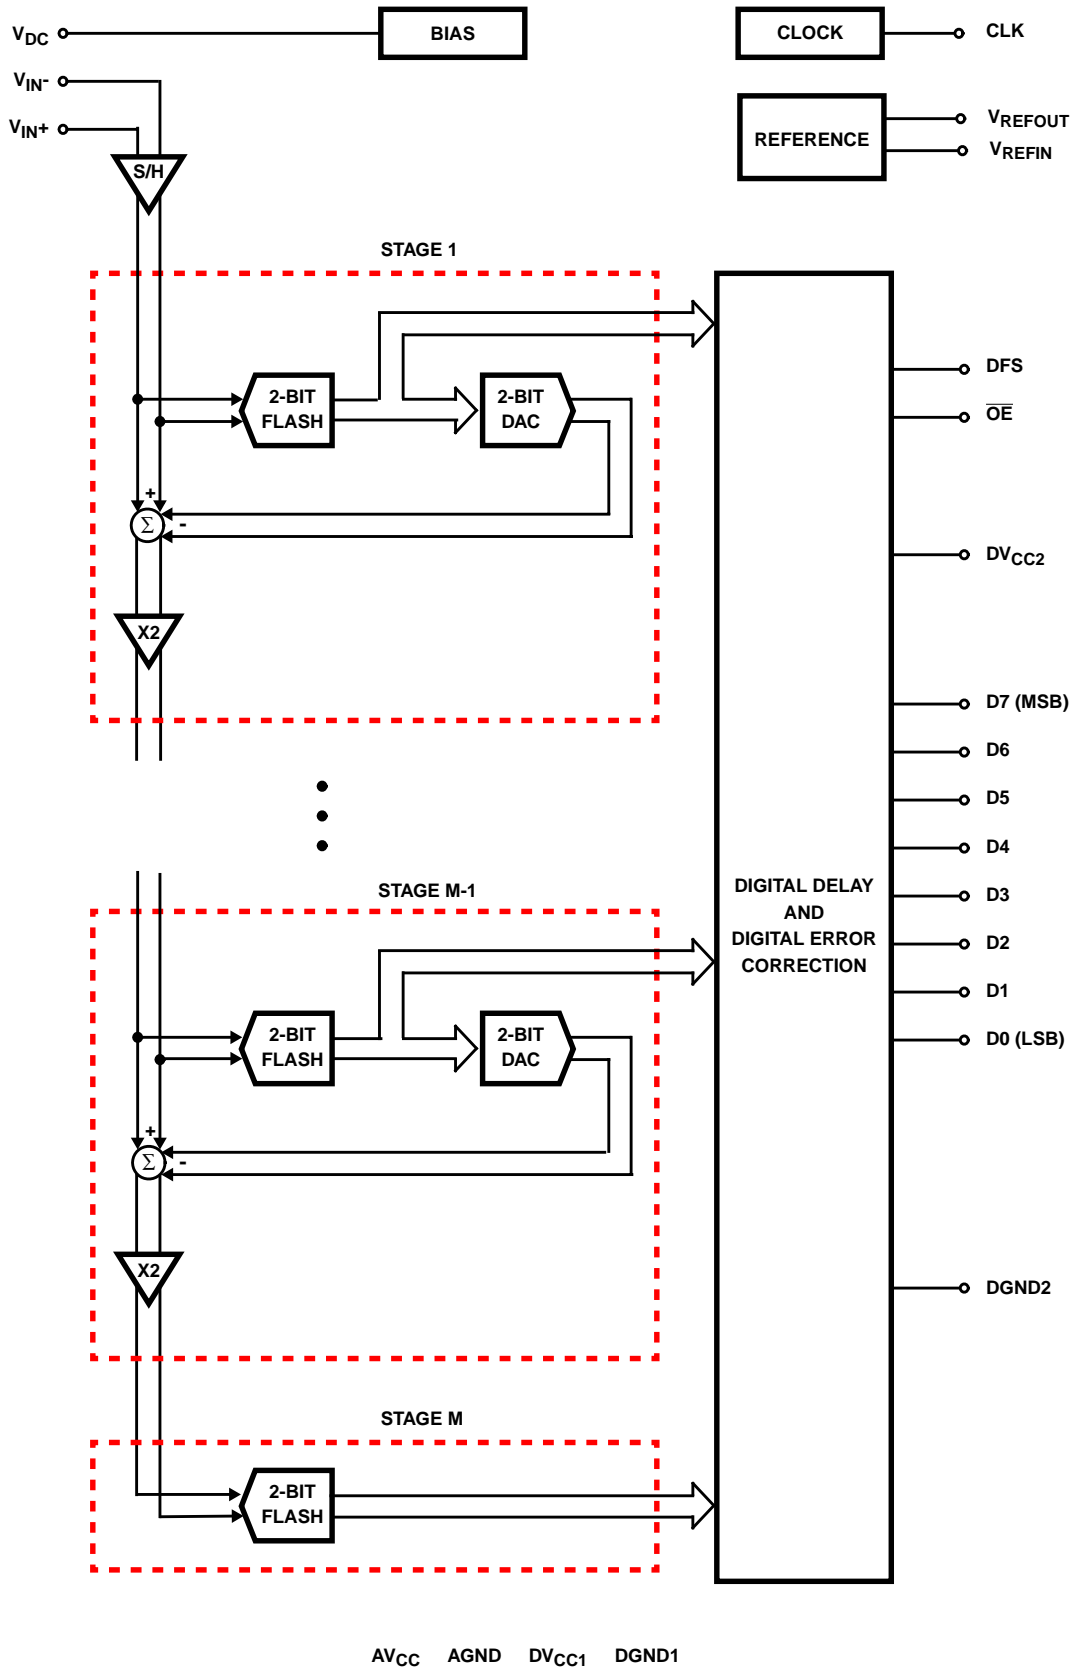 VDC
BIAS
CLOCK
CLK
VIN-
VIN+
S/H
REFERENCE
VREFOUT
VREFIN
STAGE 1
2-BIT
FLASH
2-BIT
DAC
+
Σ
-
X2
DFS
OE
DVCC2
D7 (MSB)
D6
D5
D4
D3
D2
D1
D0 (LSB)
DIGITAL DELAY
AND
DIGITAL ERROR
CORRECTION
STAGE M-1
2-BIT
FLASH
2-BIT
DAC
+
Σ
-
X2
DGND2
STAGE M
2-BIT
FLASH
AVCC AGND DVCC1 DGND1